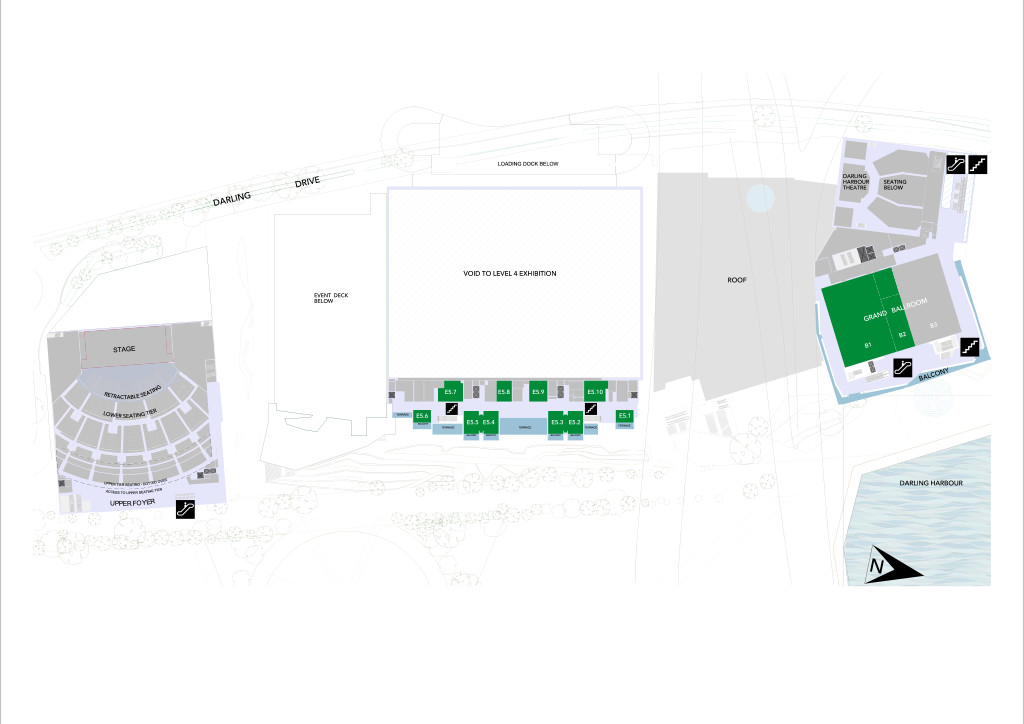 LOADING DOCK BELOW
DARLING DRIVE
DARLING
HARBOUR
THEATRE
SEATING
BELOW
VOID TO LEVEL 4 EXHIBITION
ROOF
EVENT DECK
BELOW
GRAND BALLROOM
B1
B2
B3
BALCONY
STAGE
RETRACTABLE SEATING
LOWER SEATING TIER
UPPER TIER SEATING - DOTTED OVER
ACCESS TO UPPER SEATING TIER
UPPER FOYER
E5.7
E5.8
E5.9
E5.10
E5.6
E5.5
E5.4
E5.3
E5.2
E5.1
TERRACE
TERRACE
TERRACE
TERRACE
TERRACE
DARLING HARBOUR
N